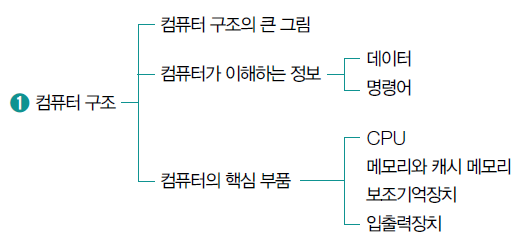 컴퓨터 구조의 큰 그림
컴퓨터가 이해하는 정보
데이터
명령어
❶ 컴퓨터 구조
컴퓨터의 핵심 부품
CPU
메모리와 캐시 메모리
보조기억장치
입출력장치